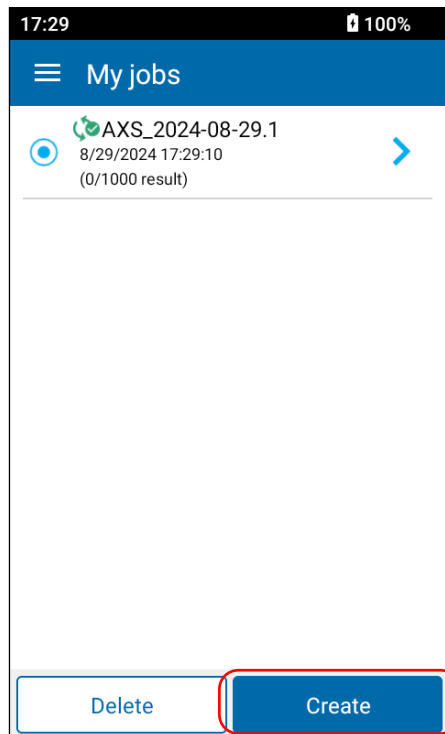 17:29 100%
My jobs
AXS_2024-08-29.1
8/29/2024 17:29:10
(0/1000 result)
Delete Create